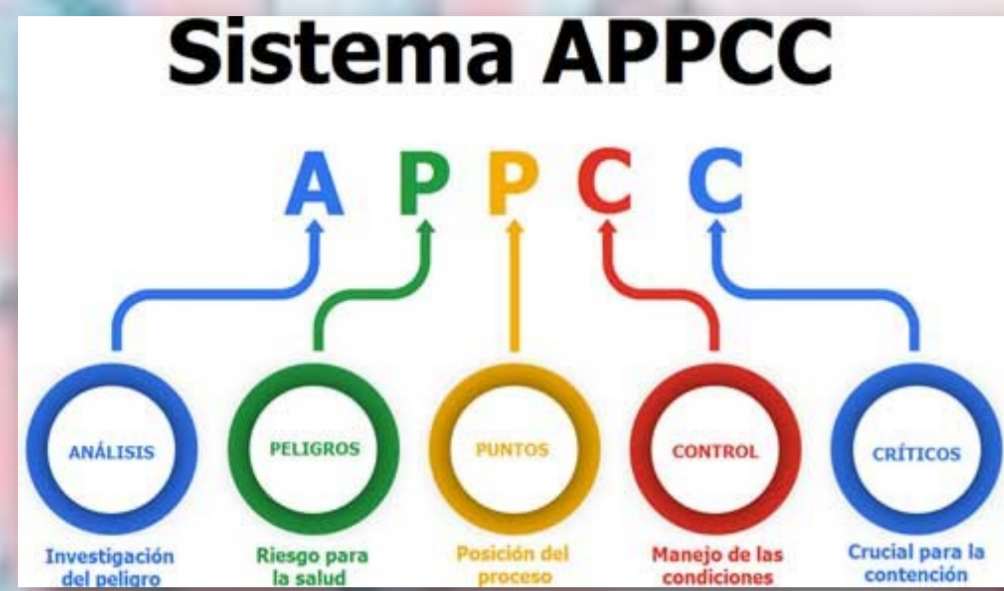 Sistema APPCC
A P P C C
ANÁLISIS
PELIGROS
PUNTOS
CONTROL
CRÍTICOS
Investigación
del peligro
Riesgo para
la salud
Posición del
proceso
Manejo de las
condiciones
Crucial para la
contención